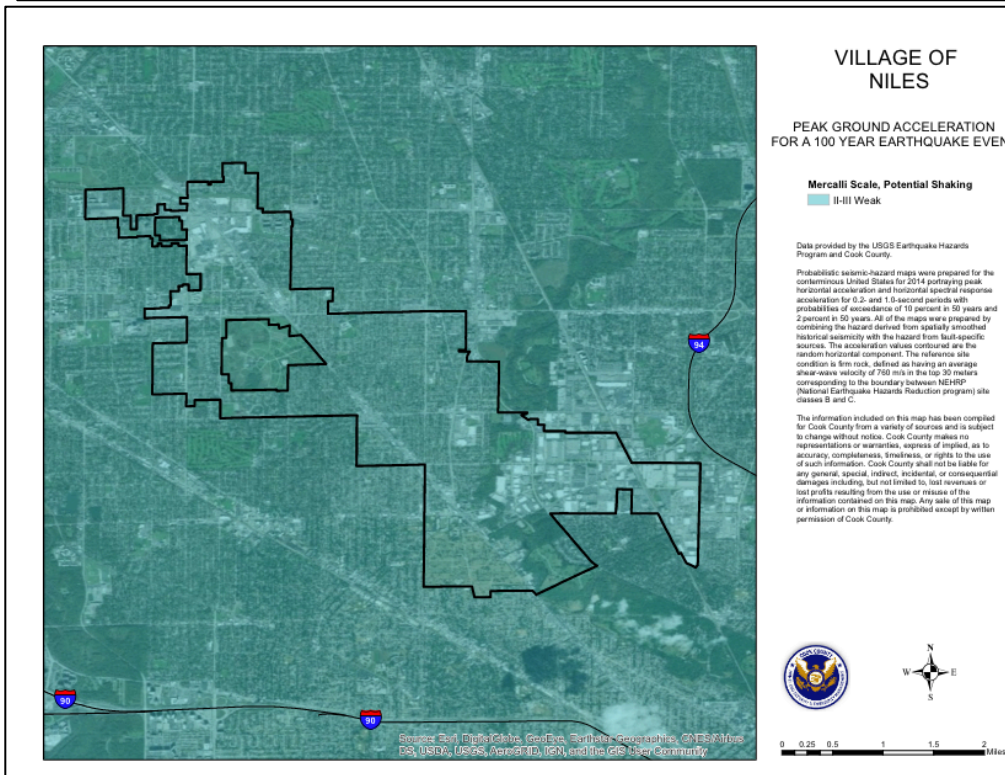 VILLAGE OF
NILES
PEAK GROUND ACCELERATION
FOR A 100 YEAR EARTHQUAKE EVEN
Mercalli Scale, Potential Shaking
II-III Weak
Data provided by the USGS Earthquake Hazards
Program and Cook County.
Probabilistic seismic-hazard maps were prepared for the
conterminous United States for 2014 portraying peak
horizontal acceleration and horizontal spectral response
acceleration for 0.2- and 1.0-second periods with
probabilities of exceedance of 10 percent in 50 years and
2 percent in 50 years. All of the maps were prepared by
combining the hazard derived from spatially smoothed
historical seismicity with the hazard from fault-specific
sources. The acceleration values contoured are the
random horizontal component. The reference site
condition is firm rock, defined as having an average
shear-wave velocity of 760 m/s in the top 30 meters
corresponding to the boundary between NEHRP
(National Earthquake Hazards Reduction program) site
classes B and C.
The information included on this map has been compiled
for Cook County from a variety of sources and is subject
to change without notice. Cook County makes no
representations or warranties, express of implied, as to
accuracy, completeness, timeliness, or rights to the use
of such information. Cook County shall not be liable for
any general, special, indirect, incidental, or consequential
damages including, but not limited to, lost revenues or
lost profits resulting from the use or misuse of the
information contained on this map. Any sale of this map
or information on this map is prohibited except by written
permission of Cook County.
94
90
90
Source: Esri, DigitalGlobe, GeoEye, Earthstar Geographics, CNES/Airbus
DS, USDA, USGS, AeroGRID, IGN, and the GIS User Community
COOK COUNTY
N
W E
S
0 0.25 0.5 1 1.5 2
Miles